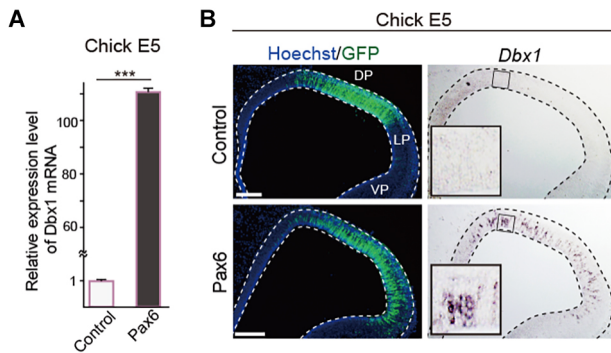 A
Chick E5
***
Relative expression level
of Dbx1 mRNA
100
80
60
1
Control
Pax6
B
Chick E5
Hoechst/GFP
Dbx1
Control
DP
LP
VP
Pax6